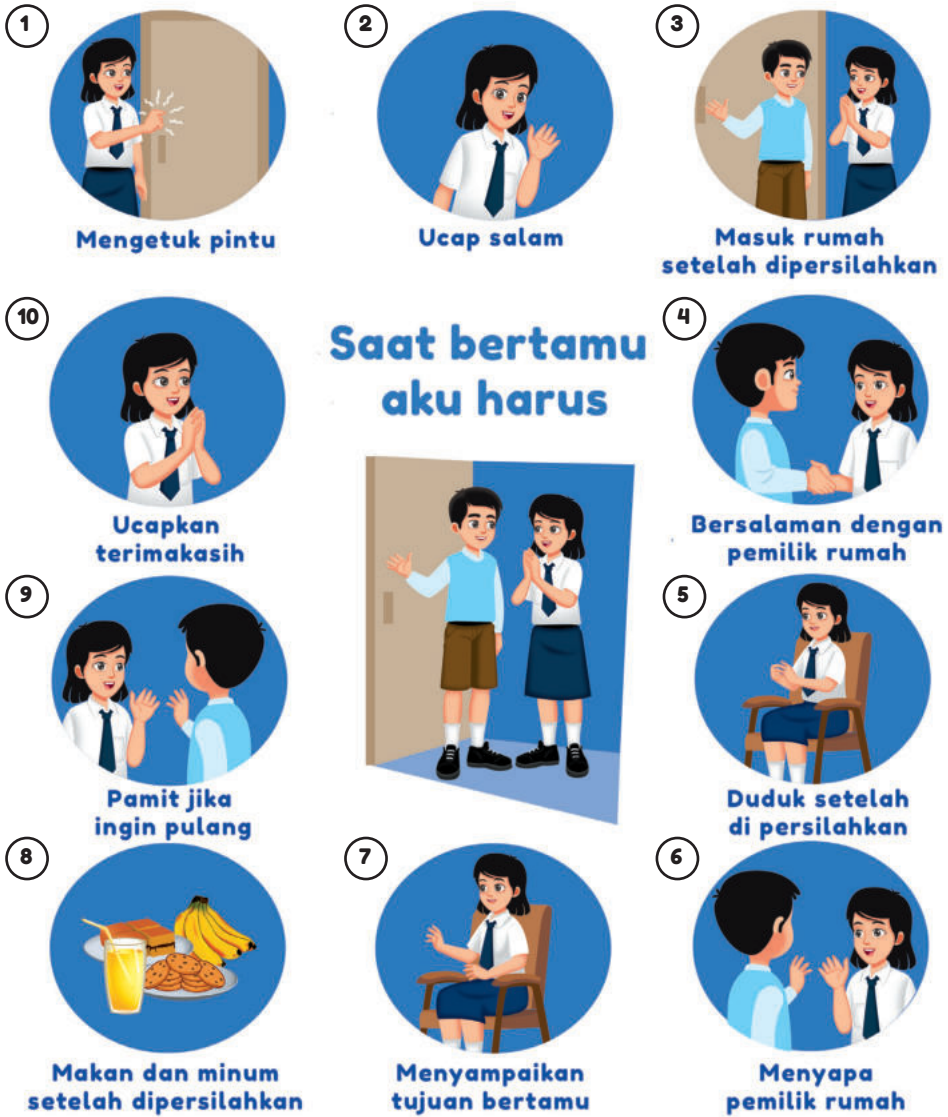 1
Mengetuk pintu
2
Ucap salam
3
Masuk rumah
setelah dipersilahkan
Saat bertamu
aku harus
4
Bersalaman dengan
pemilik rumah
5
Duduk setelah
di persilahkan
6
Menyapa
pemilik rumah
7
Menyampaikan
tujuan bertamu
8
Makan dan minum
setelah dipersilahkan
9
Pamit jika
ingin pulang
10
Ucapkan
terimakasih